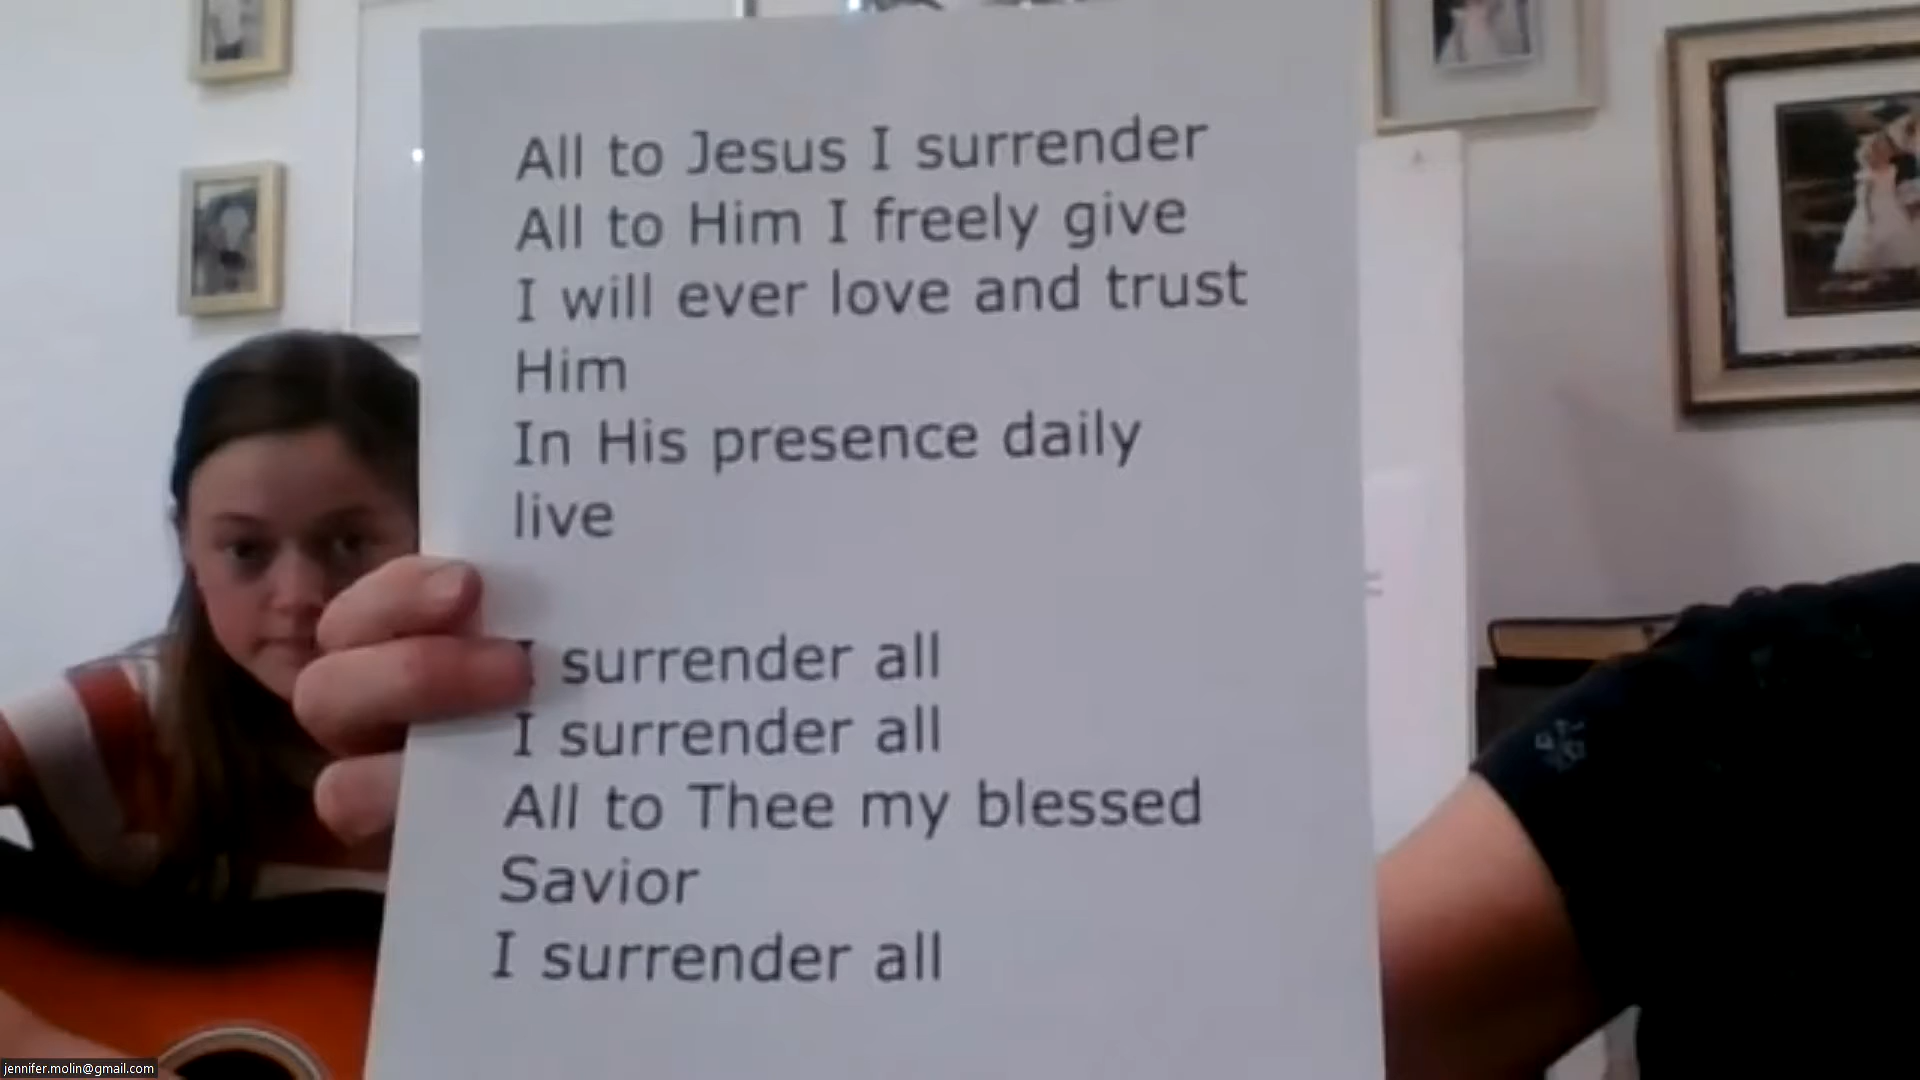 All to Jesus I surrender
All to Him I freely give
I will ever love and trust
Him
In His presence daily
live
I surrender all
I surrender all
All to Thee my blessed
Savior
I surrender all
jennifer.molin@gmail.com